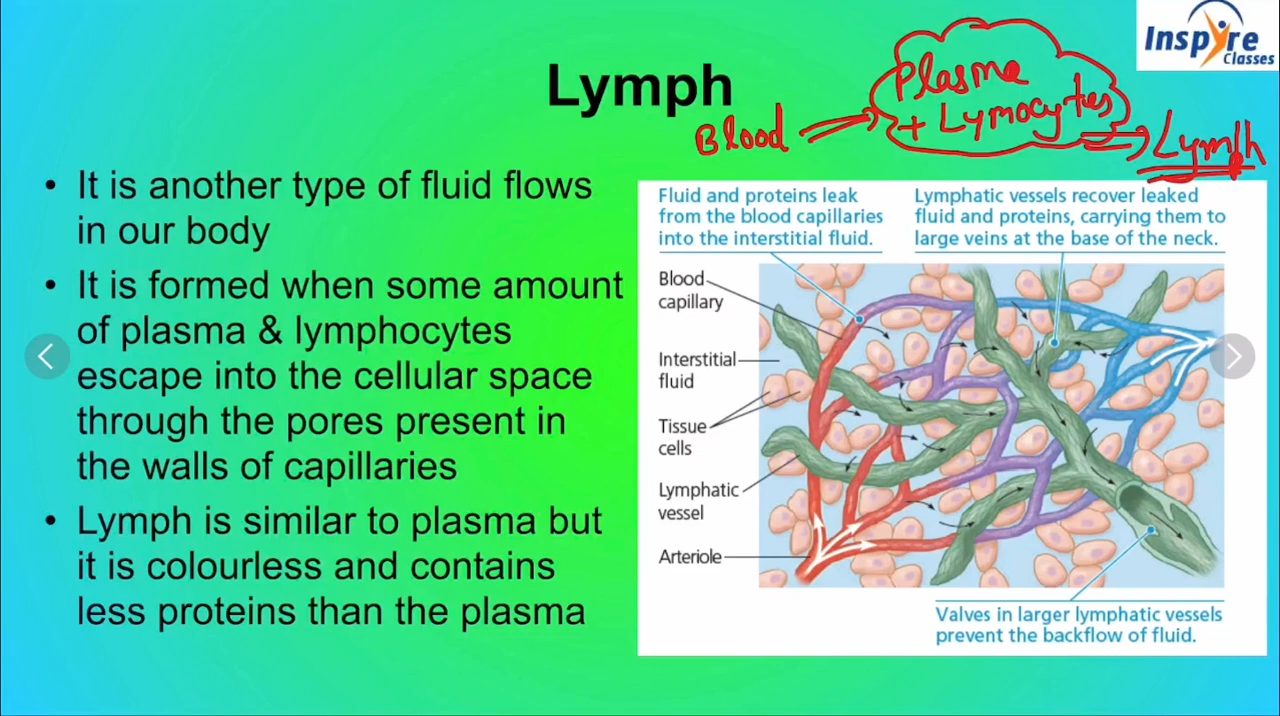 Inspyre
Classes
Lymph
Plasma
+ Lymocytes
Blood
Lymph
• It is another type of fluid flows
in our body
• It is formed when some amount
of plasma & lymphocytes
escape into the cellular space
through the pores present in
the walls of capillaries
• Lymph is similar to plasma but
it is colourless and contains
less proteins than the plasma
Fluid and proteins leak
from the blood capillaries
into the interstitial fluid.
Lymphatic vessels recover leaked
fluid and proteins, carrying them to
large veins at the base of the neck.
Blood
capillary
Interstitial
fluid
Tissue
cells
Lymphatic
vessel
Arteriole
Valves in larger lymphatic vessels
prevent the backflow of fluid.